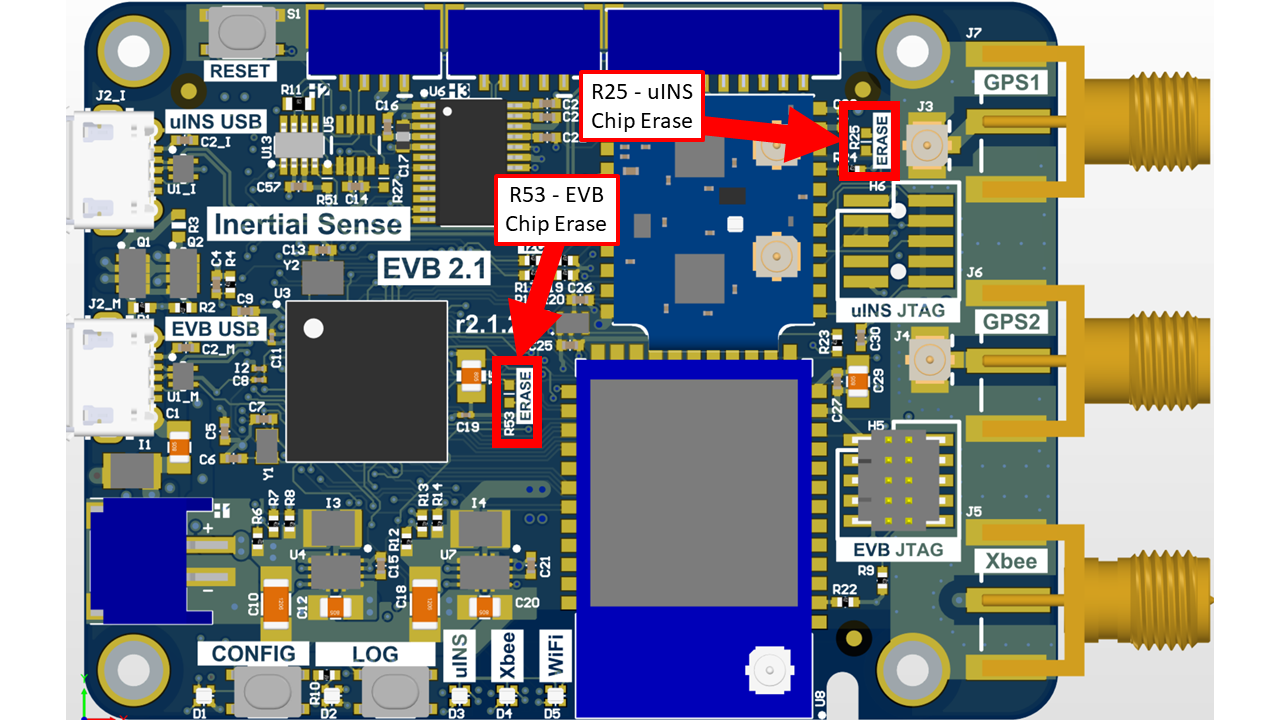 S1
RESET
J2_I
uINS USB
C2_I
U1_I
R11
U5
U13
C57
R51
C14
R27
C16
C17
U6
R25 - uINS
Chip Erase
R25
ERASE
J3
J7
GPS1
H6
uINS JTAG
J6
GPS2
Inertial Sense
EVB 2.1
R53 - EVB
Chip Erase
R3
Q1
Q2
C4
R4
C13
Y2
R2
C9
U3
J2_M
EVB USB
C2_M
U1_M
C11
I2
C8
C1
I1
C5
C6
C7
Y1
C26
C25
R53
ERASE
C19
R23
C30
J4
C29
C27
H5
EVB JTAG
J5
Xbee
R9
R22
+
−
R6
R7
R8
I3
U4
C10
C12
C15
R12
R13
R14
I4
U7
C18
C20
C21
1206
805
1206
805
CONFIG
LOG
uINS
Xbee
WiFi
D1
R10
D2
D3
D4
D5
U8